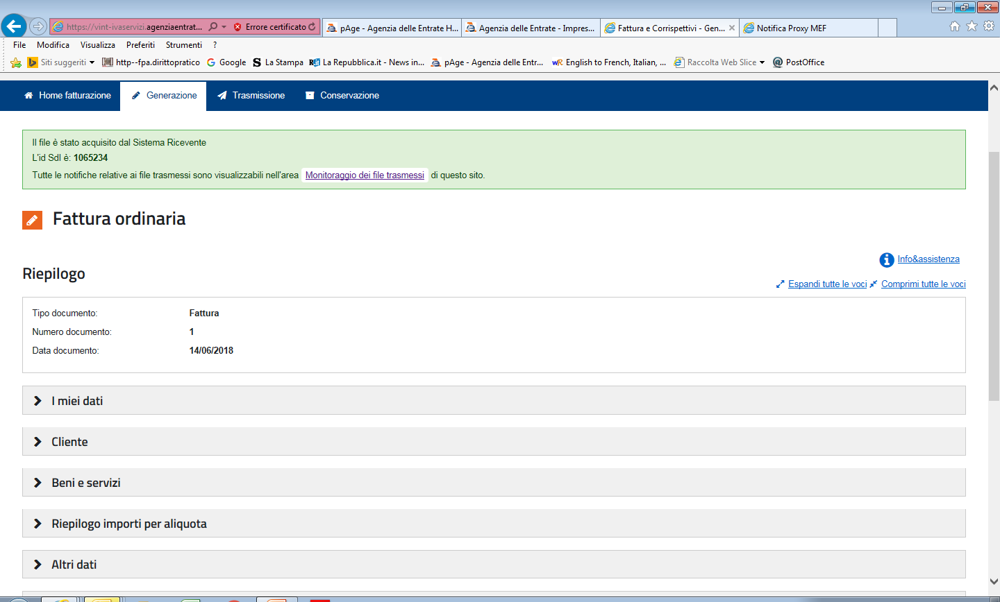 https://vint-ivaservizi.agenziaentrat... Errore certificato pAge - Agenzia delle Entrate H... Agenzia delle Entrate - Impres... Fattura e Corrispettivi - Gen... Notifica Proxy MEF
File Modifica Visualizza Preferiti Strumenti ?
Siti suggeriti http--fpa.dirittopratico Google La Stampa La Repubblica.it - News in... pAge - Agenzia delle Entr... English to French, Italian, ... Raccolta Web Slice PostOffice
Home fatturazione Generazione Trasmissione Conservazione
Il file è stato acquisito dal Sistema Ricevente
L'id SdI è: 1065234
Tutte le notifiche relative ai file trasmessi sono visualizzabili nell'area Monitoraggio dei file trasmessi di questo sito.
Fattura ordinaria
Info&assistenza
Riepilogo
Espandi tutte le voci Comprimi tutte le voci
Tipo documento: Fattura
Numero documento: 1
Data documento: 14/06/2018
I miei dati
Cliente
Beni e servizi
Riepilogo importi per aliquota
Altri dati